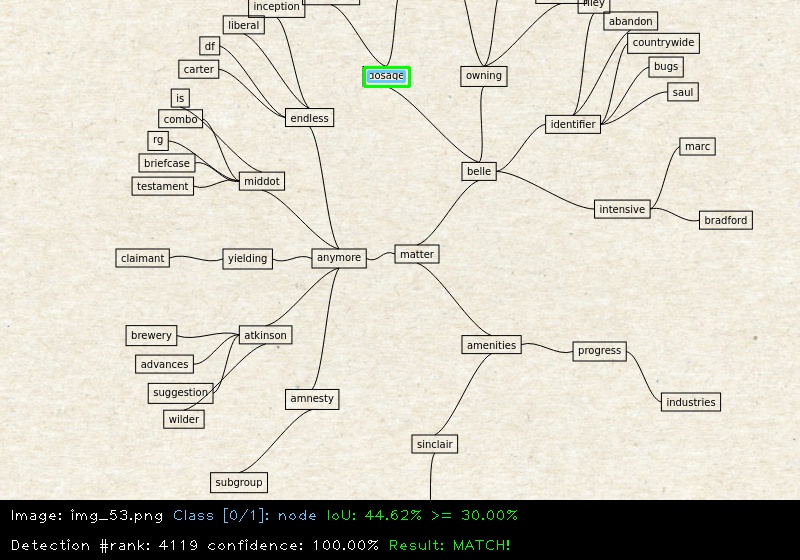 inception
riley
liberal
abandon
df
countrywide
carter
dosage
owning
bugs
saul
is
combo
endless
identifier
rg
marc
briefcase
testament
middot
belle
intensive
bradford
claimant
yielding
anymore
matter
brewery
atkinson
amenities
progress
advances
suggestion
amnesty
industries
wilder
sinclair
subgroup
Image: img_53.png Class [0/1]: node IoU: 44.62% >= 30.00%
Detection #rank: 4119 confidence: 100.00% Result: MATCH!